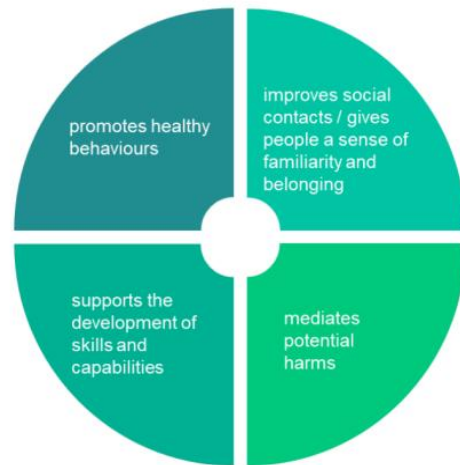 promotes healthy
behaviours
improves social
contacts / gives
people a sense of
familiarity and
belonging
supports the
development of
skills and
capabilities
mediates
potential
harms